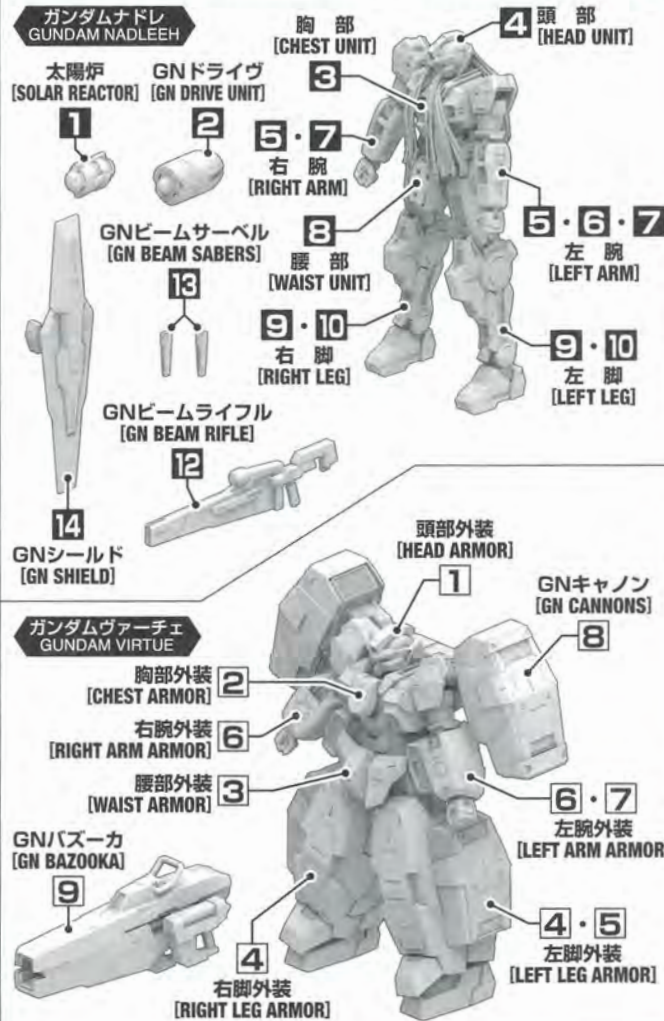 ガンダムナドレ
GUNDAM NADLEEH
太陽炉
[SOLAR REACTOR]
1
GNドライヴ
[GN DRIVE UNIT]
2
胸 部
[CHEST UNIT]
3
4 頭 部
[HEAD UNIT]
5・7
右 腕
[RIGHT ARM]
5・6・7
左 腕
[LEFT ARM]
8
腰 部
[WAIST UNIT]
9・10
右 脚
[RIGHT LEG]
9・10
左 脚
[LEFT LEG]
GNビームサーベル
[GN BEAM SABERS]
13
GNビームライフル
[GN BEAM RIFLE]
12
14
GNシールド
[GN SHIELD]
ガンダムヴァーチェ
GUNDAM VIRTUE
頭部外装
[HEAD ARMOR]
1
GNキャノン
[GN CANNONS]
8
胸部外装
[CHEST ARMOR]
2
右腕外装
[RIGHT ARM ARMOR]
6
腰部外装
[WAIST ARMOR]
3
6・7
左腕外装
[LEFT ARM ARMOR
GNバズーカ
[GN BAZOOKA]
9
4
右脚外装
[RIGHT LEG ARMOR]
4・5
左脚外装
[LEFT LEG ARMOR]